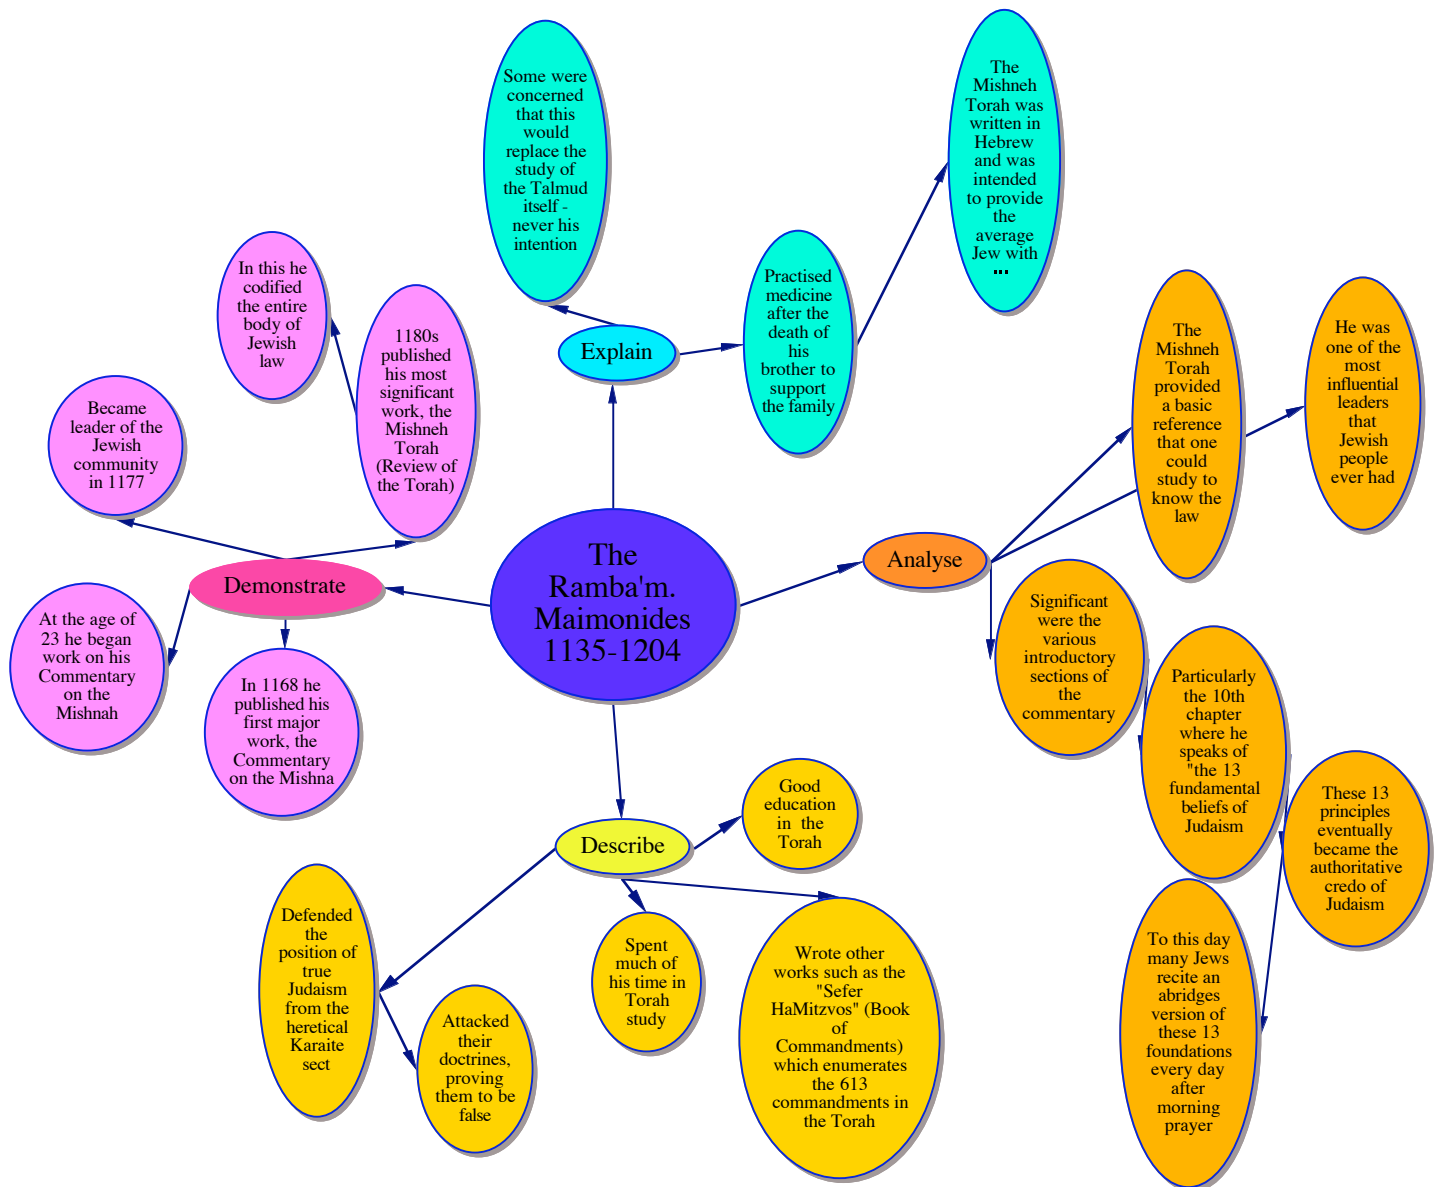 The
Ramba'm.
Maimonides
1135-1204
Explain
Some were
concerned
that this
would
replace the
study of
the Talmud
itself -
never his
intention
Practised
medicine
after the
death of
his
brother to
support
the family
The
Mishneh
Torah was
written in
Hebrew
and was
intended
to provide
the
average
Jew with
...
Analyse
The
Mishneh
Torah
provided
a basic
reference
that one
could
study to
know the
law
He was
one of the
most
influential
leaders
that
Jewish
people
ever had
Significant
were the
various
introductory
sections of
the
commentary
Particularly
the 10th
chapter
where he
speaks of
"the 13
fundamental
beliefs of
Judaism
These 13
principles
eventually
became the
authoritative
credo of
Judaism
To this day
many Jews
recite an
abridges
version of
these 13
foundations
every day
after
morning
prayer
Describe
Good
education
in  the
Torah
Wrote other
works such as the
"Sefer
HaMitzvos" (Book
of
Commandments)
which enumerates
the 613
commandments in
the Torah
Spent
much of
his time in
Torah
study
Defended
the
position of
true
Judaism
from the
heretical
Karaite
sect
Attacked
their
doctrines,
proving
them to be
false
Demonstrate
In 1168 he
published his
first major
work, the
Commentary
on the Mishna
At the age of
23 he began
work on his
Commentary
on the
Mishnah
Became
leader of the
Jewish
community
in 1177
1180s
published
his most
significant
work, the
Mishneh
Torah
(Review of
the Torah)
In this he
codified
the entire
body of
Jewish
law